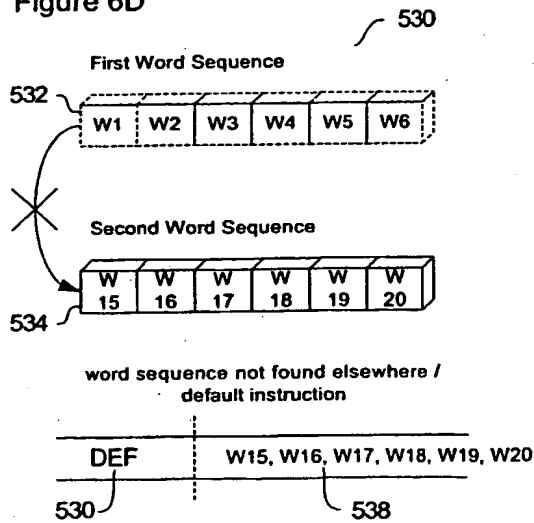 Figure 6D
530
First Word Sequence
532
W1 W2 W3 W4 W5 W6
Second Word Sequence
W 15 W 16 W 17 W 18 W 19 W 20
534
word sequence not found elsewhere /
default instruction
DEF W15, W16, W17, W18, W19, W20
530 538